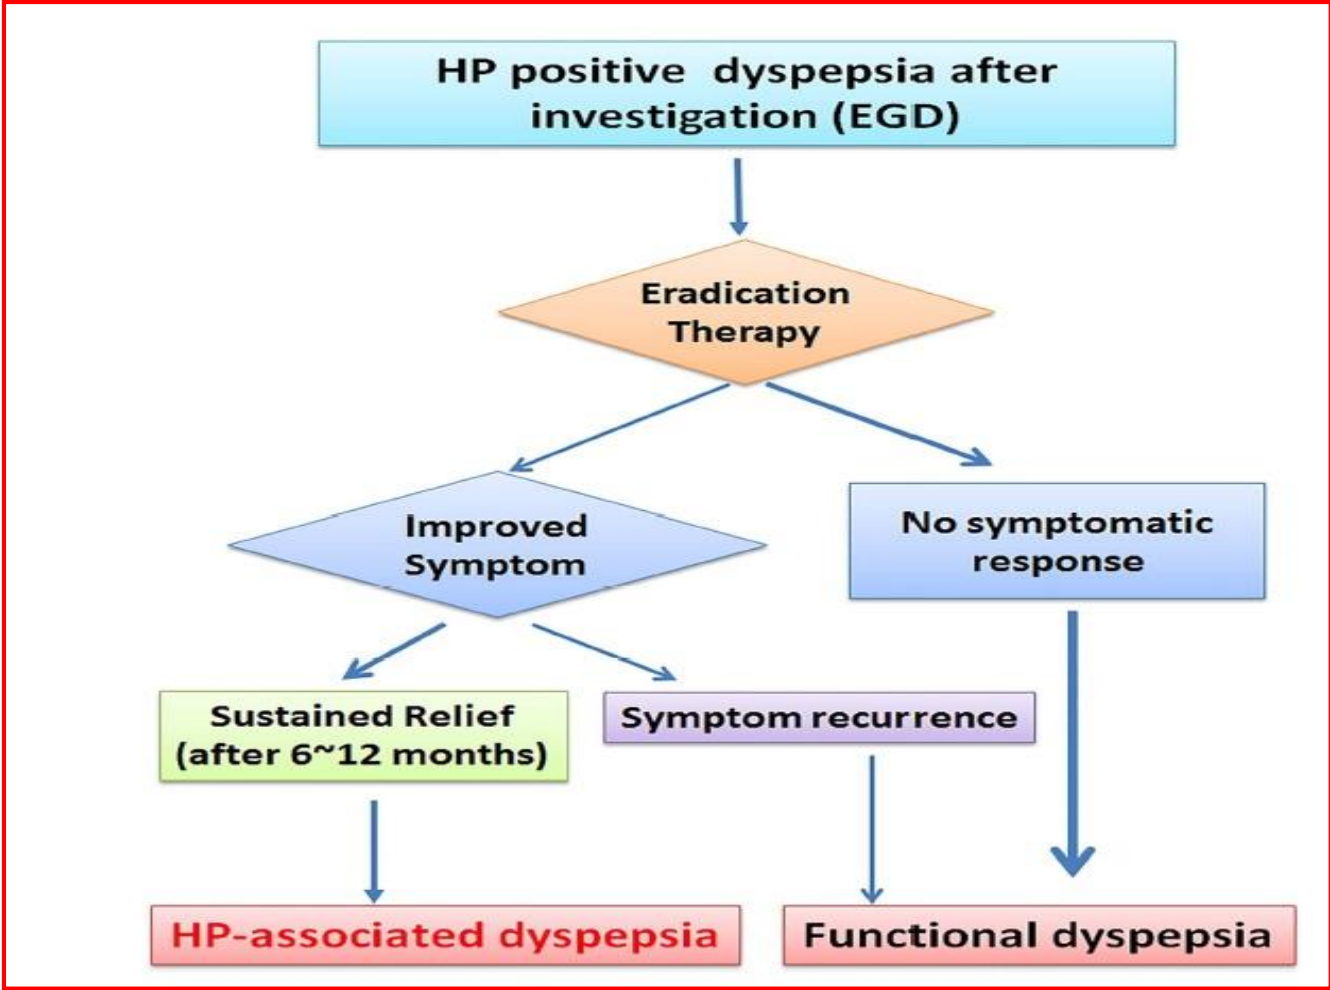 HP positive dyspepsia after
investigation (EGD)
Eradication
Therapy
Improved
Symptom
No symptomatic
response
Sustained Relief
(after 6~12 months)
Symptom recurrence
HP-associated dyspepsia
Functional dyspepsia